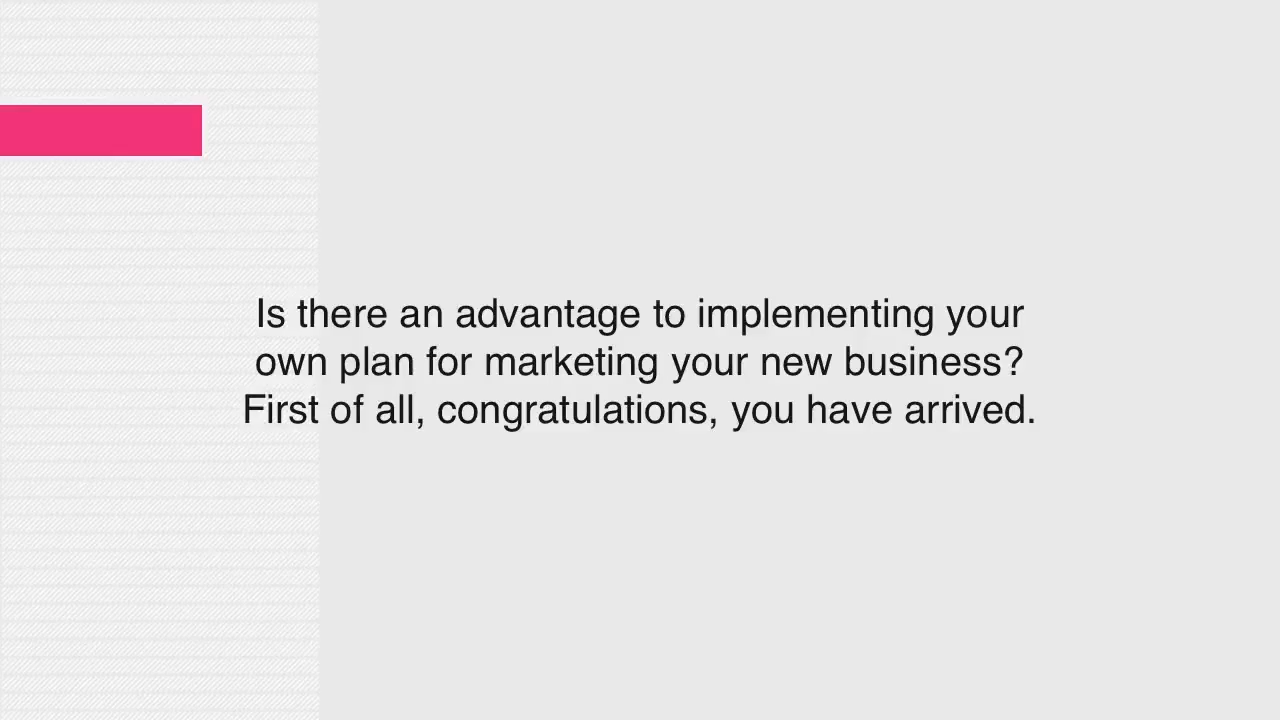 Is there an advantage to implementing your
own plan for marketing your new business?
First of all, congratulations, you have arrived.